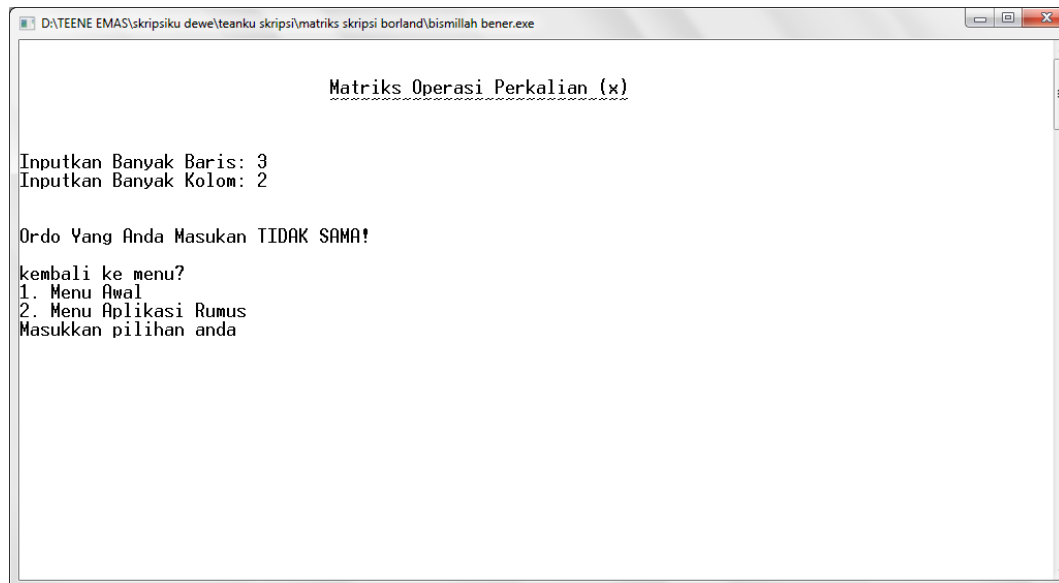 D:\TEENE EMAS\skripsiku dewe\teanku skripsi\matriks skripsi borland\bismillah bener.exe
Matriks Operasi Perkalian (x)
Inputkan Banyak Baris: 3
Inputkan Banyak Kolom: 2
Ordo Yang Anda Masukan TIDAK SAMA!
kembali ke menu?
1. Menu Awal
2. Menu Aplikasi Rumus
Masukkan pilihan anda